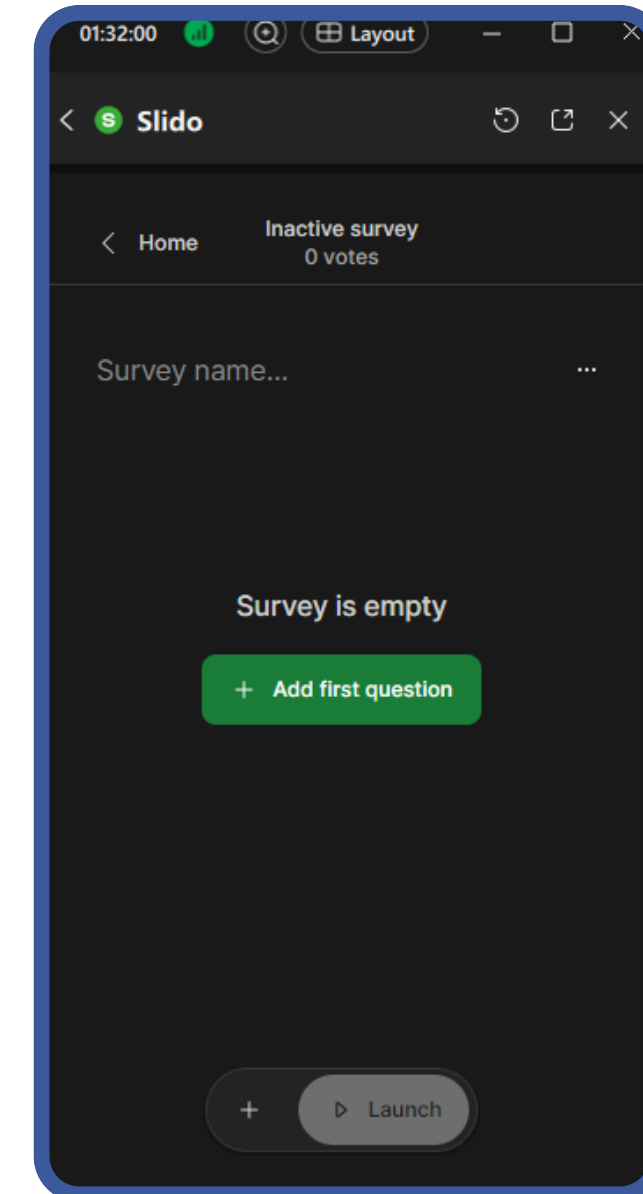 01:32:00 Layout
S Slido
Home
Inactive survey
0 votes
Survey name...
Survey is empty
+ Add first question
+ Launch